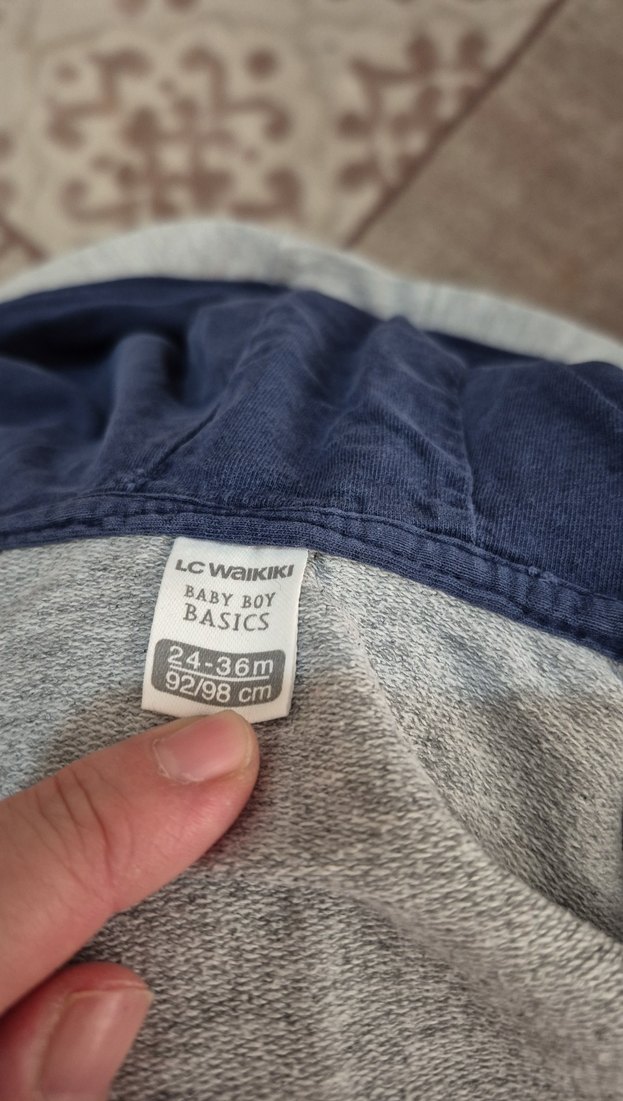 LC WAIKIKI
BABY BOY
BASICS
24-36m
92/98 cm